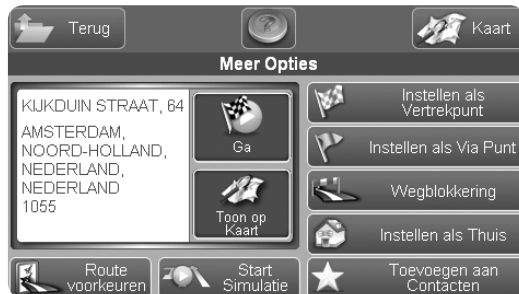 Terug
Kaart
Meer Opties
KIJKDUIN STRAAT, 64
AMSTERDAM,
NOORD-HOLLAND,
NEDERLAND,
NEDERLAND
1055
Ga
Toon op
Kaart
Instellen als
Vertrekpunt
Instellen als Via Punt
Wegblokkering
Instellen als Thuis
Route
voorkeuren
Start
Simulatie
Toevoegen aan
Contacten